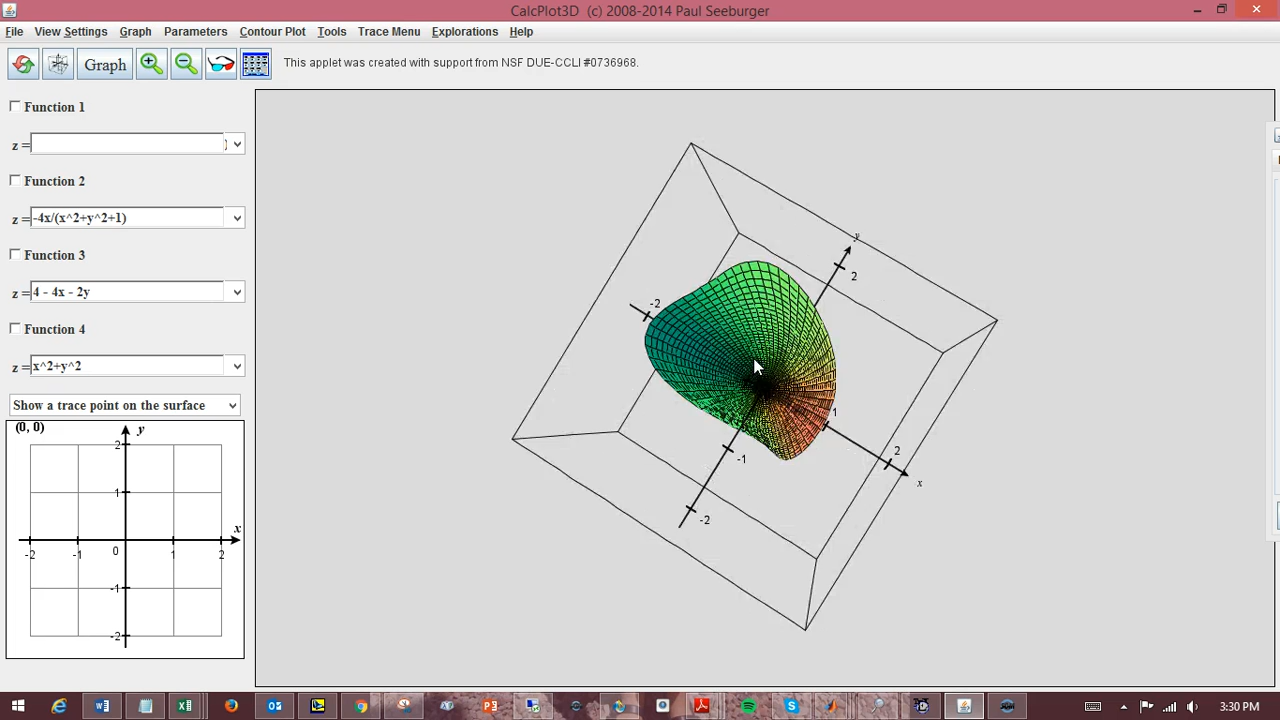 CalcPlot3D (c) 2008-2014 Paul Seeburger
File View Settings Graph Parameters Contour Plot Tools Trace Menu Explorations Help
Graph This applet was created with support from NSF DUE-CCLI #0736968.
Function 1
z = )
Function 2
z = -4x/(x^2+y^2+1)
Function 3
z = 4 - 4x - 2y
Function 4
z = x^2+y^2
Show a trace point on the surface
(0, 0) y
2
1
x
-2 -1 0 1 2
-1
-2
y
2
-2
1
2
-1
x
-2
3:30 PM